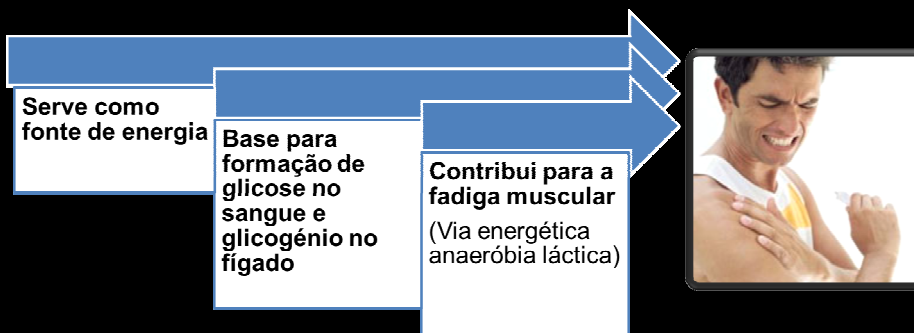 Serve como
fonte de energia
Base para
formação de
glicose no
sangue e
glicogénio no
fígado
Contribui para a
fadiga muscular
(Via energética
anaeróbia láctica)